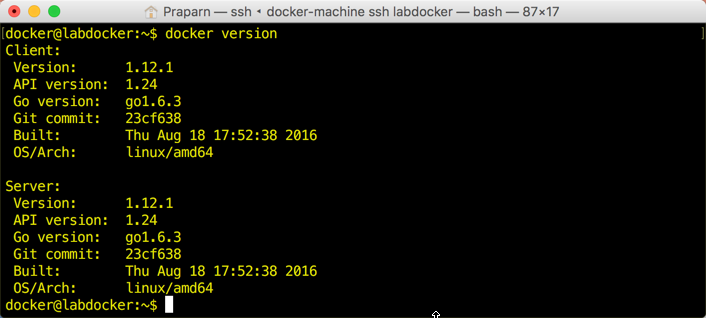 Praparn — ssh ◂ docker-machine ssh labdocker — bash — 87×17
[docker@labdocker:~$ docker version ]
Client:
Version: 1.12.1
API version: 1.24
Go version: go1.6.3
Git commit: 23cf638
Built: Thu Aug 18 17:52:38 2016
OS/Arch: linux/amd64
Server:
Version: 1.12.1
API version: 1.24
Go version: go1.6.3
Git commit: 23cf638
Built: Thu Aug 18 17:52:38 2016
OS/Arch: linux/amd64
docker@labdocker:~$